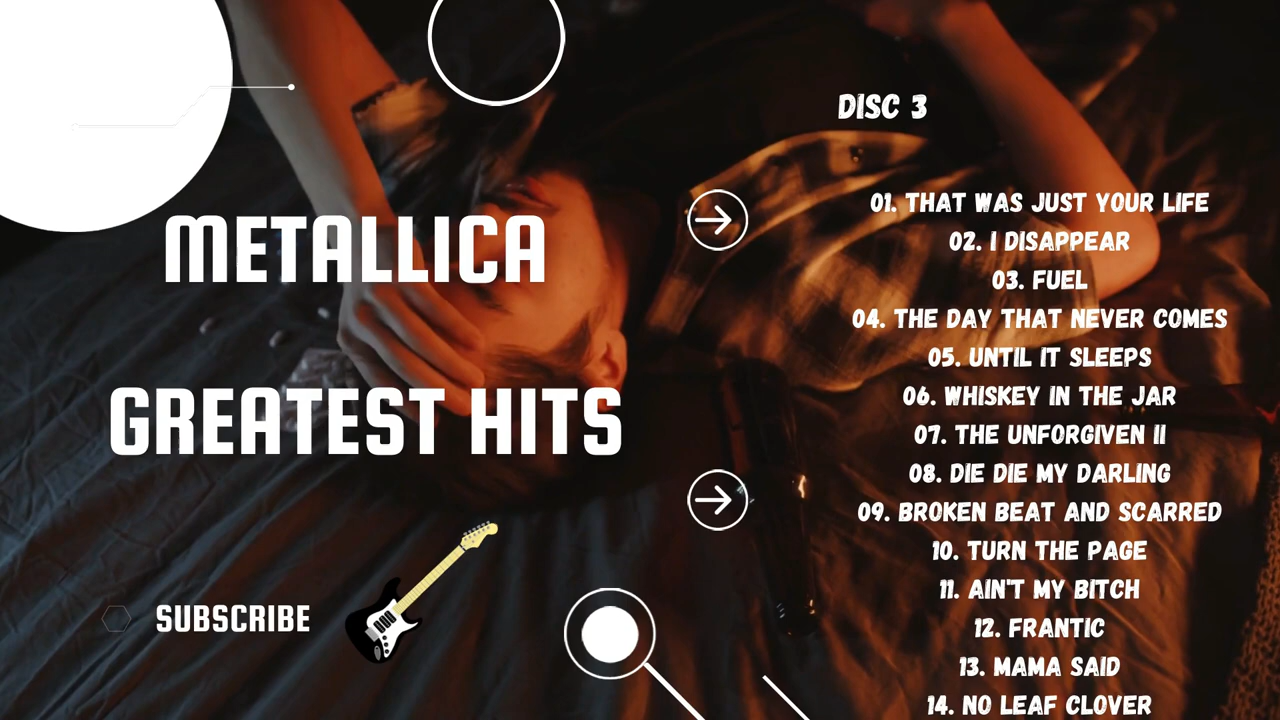 METALLICA
GREATEST HITS
SUBSCRIBE
DISC 3
01. THAT WAS JUST YOUR LIFE
02. I DISAPPEAR
03. FUEL
04. THE DAY THAT NEVER COMES
05. UNTIL IT SLEEPS
06. WHISKEY IN THE JAR
07. THE UNFORGIVEN II
08. DIE DIE MY DARLING
09. BROKEN BEAT AND SCARRED
10. TURN THE PAGE
11. AIN'T MY BITCH
12. FRANTIC
13. MAMA SAID
14. NO LEAF CLOVER